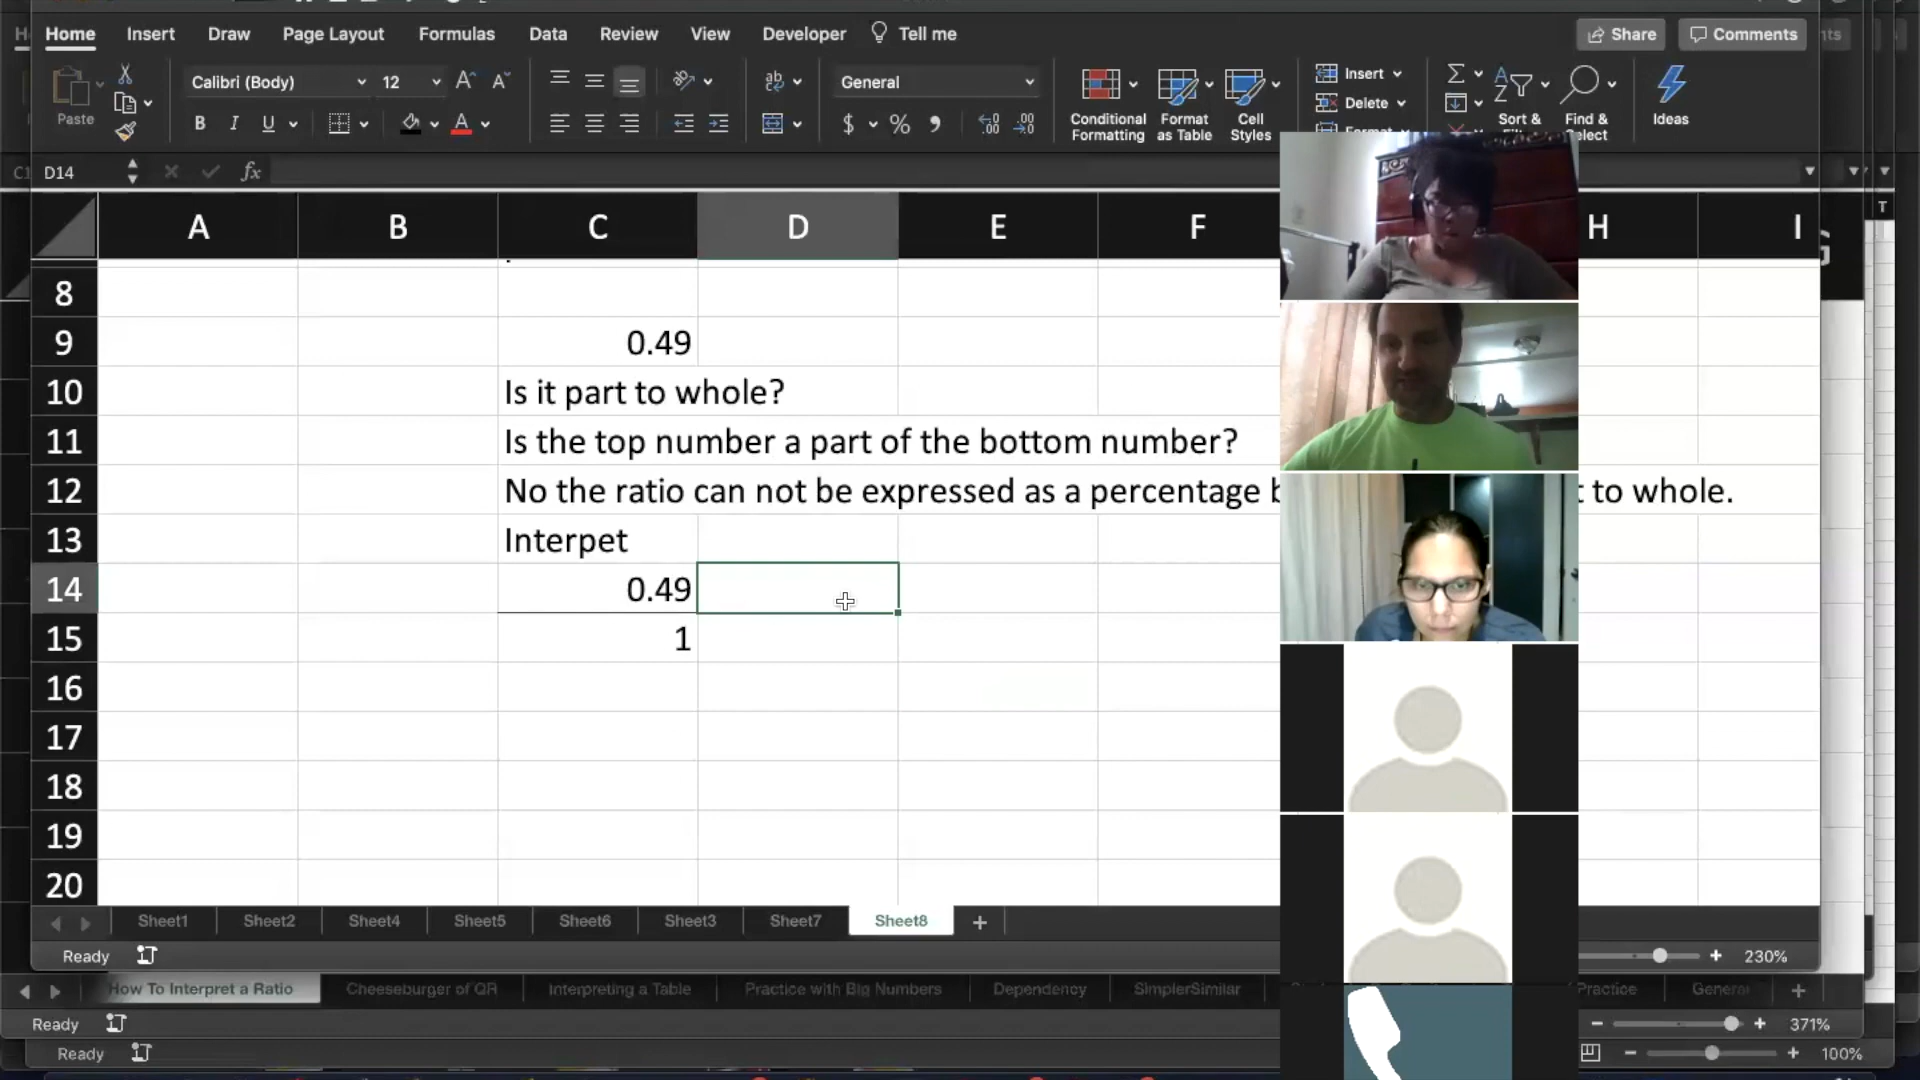 Home Insert Draw Page Layout Formulas Data Review View Developer Tell me Share Comments
Calibri (Body) 12 General Insert
Paste Delete
B I U $ % Conditional Formatting Format as Table Cell Styles Format Sort & Find & Select Ideas
D14 fx
A B C D E F H I
8
9 0.49
10 Is it part to whole?
11 Is the top number a part of the bottom number?
12 No the ratio can not be expressed as a percentage to whole.
13 Interpet
14 0.49
15 1
16
17
18
19
20
Sheet1 Sheet2 Sheet4 Sheet5 Sheet6 Sheet3 Sheet7 Sheet8 +
Ready 230%
How To Interpret a Ratio Cheeseburger of QR Interpreting a Table Practice with Big Numbers Dependency SimplerSimilar Practice General
Ready 371%
Ready 100%